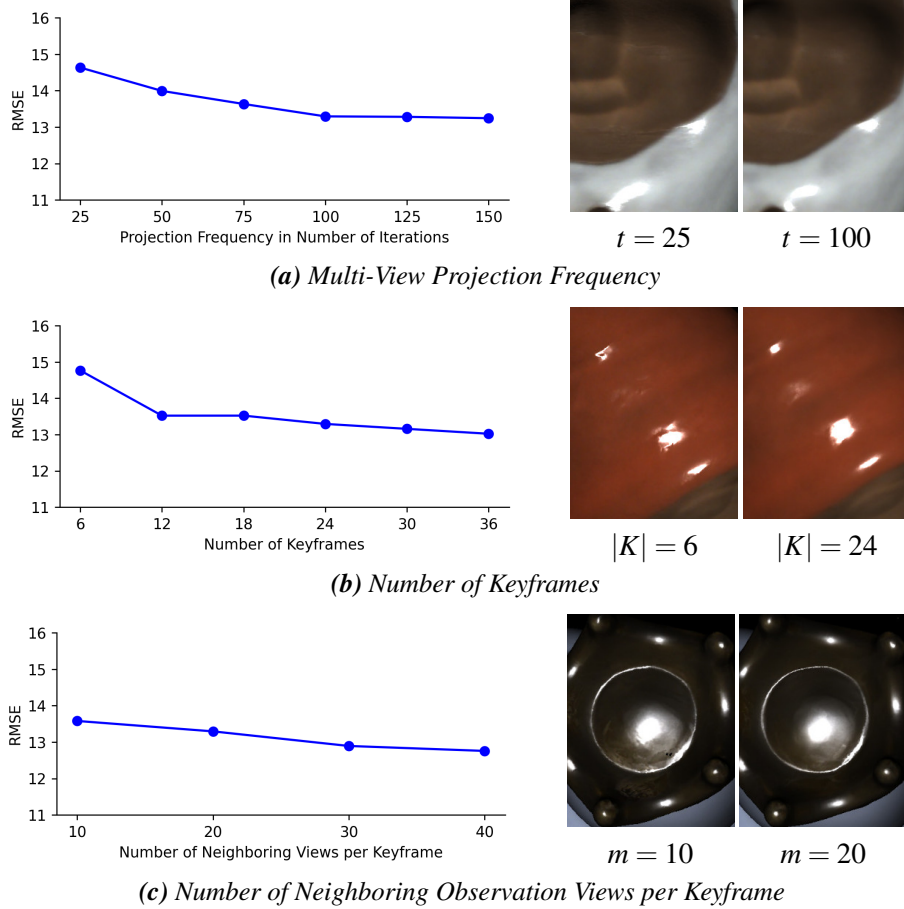 16
15
14
13
12
11
RMSE
25 50 75 100 125 150
Projection Frequency in Number of Iterations
t = 25 t = 100
(a) Multi-View Projection Frequency
16
15
14
13
12
11
RMSE
6 12 18 24 30 36
Number of Keyframes
|K| = 6 |K| = 24
(b) Number of Keyframes
16
15
14
13
12
11
RMSE
10 20 30 40
Number of Neighboring Views per Keyframe
m = 10 m = 20
(c) Number of Neighboring Observation Views per Keyframe